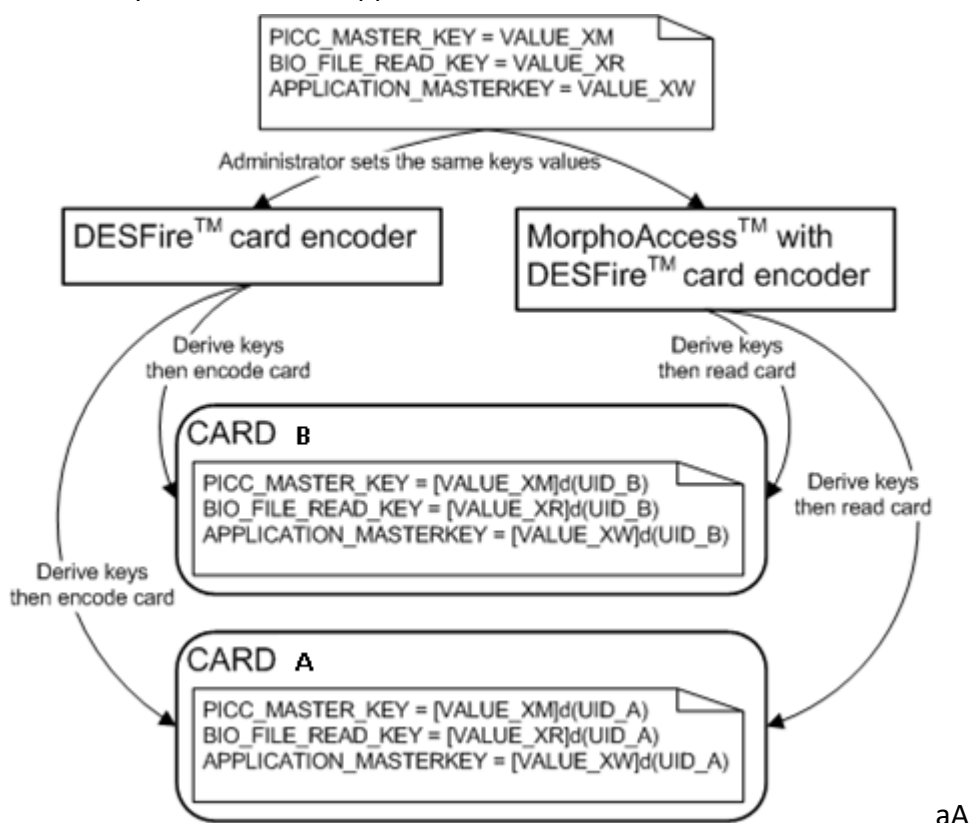 PICC_MASTER_KEY = VALUE_XM
BIO_FILE_READ_KEY = VALUE_XR
APPLICATION_MASTERKEY = VALUE_XW
Administrator sets the same keys values
DESFire™ card encoder
MorphoAccess™ with
DESFire™ card encoder
Derive keys
then encode card
Derive keys
then read card
CARD B
PICC_MASTER_KEY = [VALUE_XM]d(UID_B)
BIO_FILE_READ_KEY = [VALUE_XR]d(UID_B)
APPLICATION_MASTERKEY = [VALUE_XW]d(UID_B)
Derive keys
then read card
Derive keys
then encode card
CARD A
PICC_MASTER_KEY = [VALUE_XM]d(UID_A)
BIO_FILE_READ_KEY = [VALUE_XR]d(UID_A)
APPLICATION_MASTERKEY = [VALUE_XW]d(UID_A)
aA